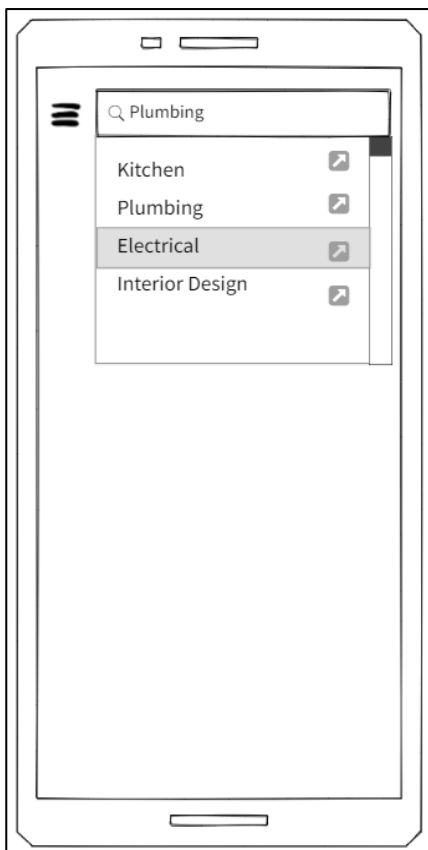 Plumbing
Kitchen
Plumbing
Electrical
Interior Design